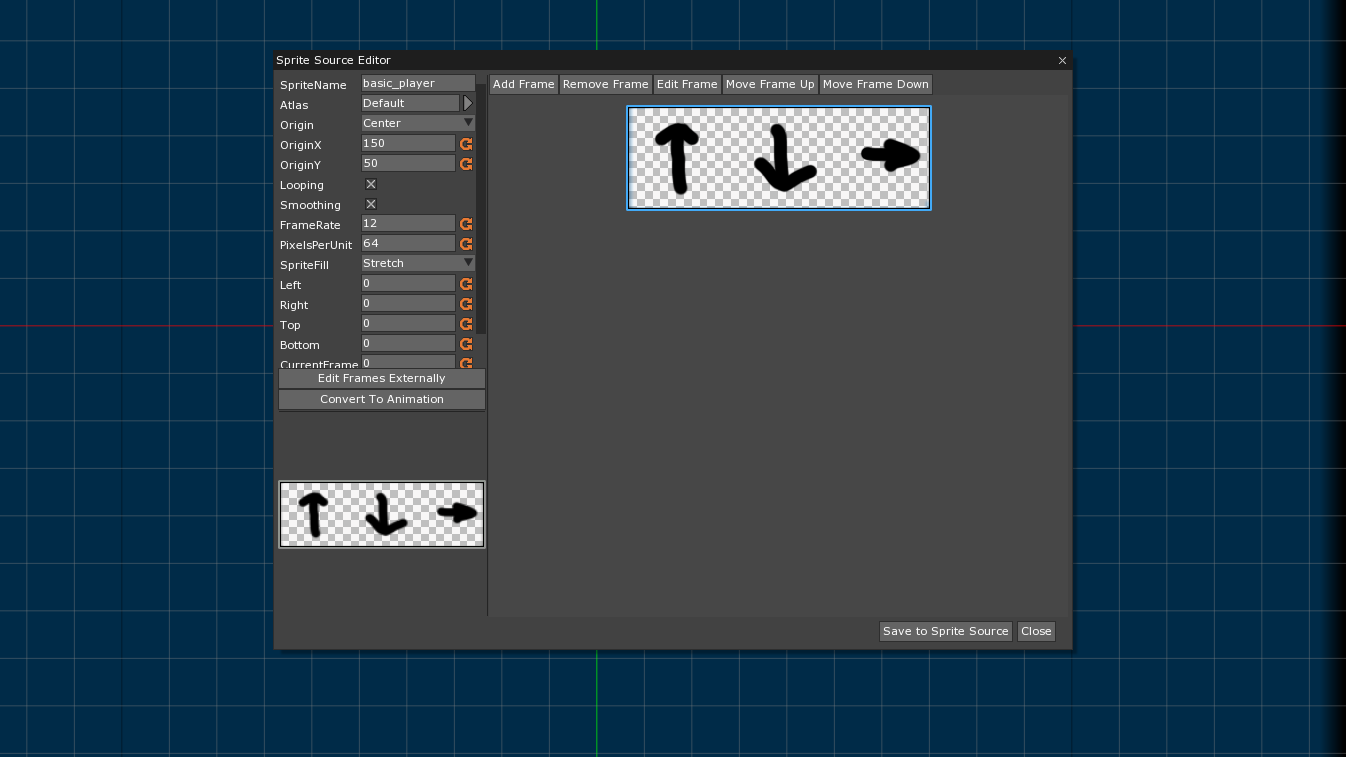 Sprite Source Editor
SpriteName basic_player
Atlas Default
Origin Center
OriginX 150
OriginY 50
Looping
Smoothing
FrameRate 12
PixelsPerUnit 64
SpriteFill Stretch
Left 0
Right 0
Top 0
Bottom 0
CurrentFrame 0
Edit Frames Externally
Convert To Animation
Add Frame Remove Frame Edit Frame Move Frame Up Move Frame Down
Save to Sprite Source Close